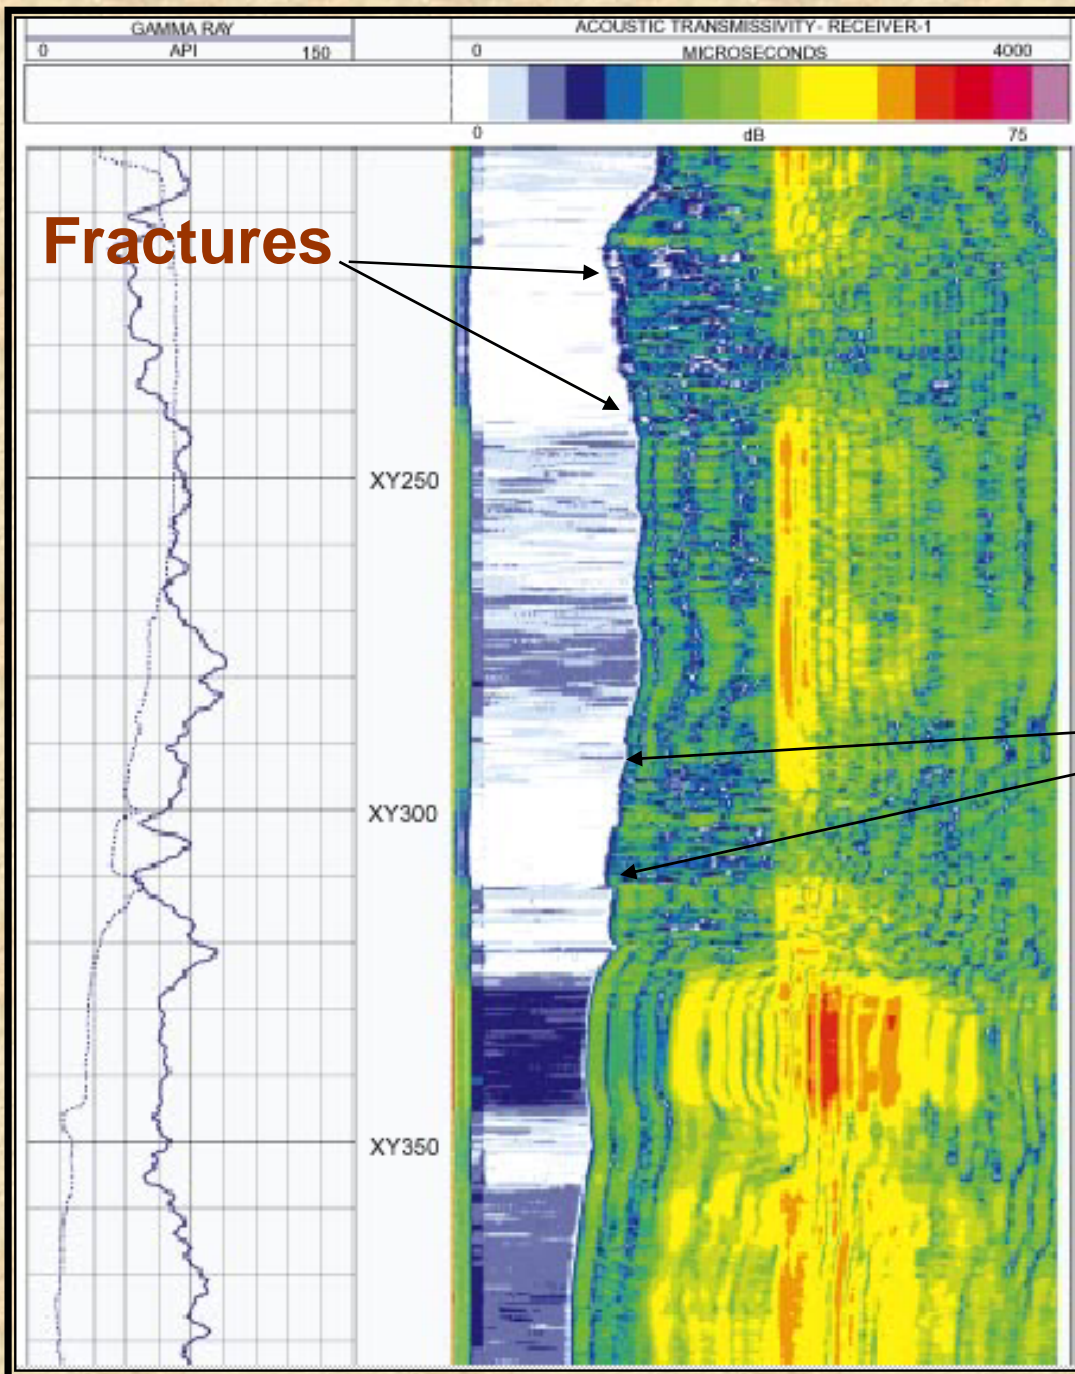 GAMMA RAY
0 API 150
ACOUSTIC TRANSMISSIVITY - RECEIVER-1
0 MICROSECONDS 4000
0 dB 75
Fractures
XY250
XY300
XY350